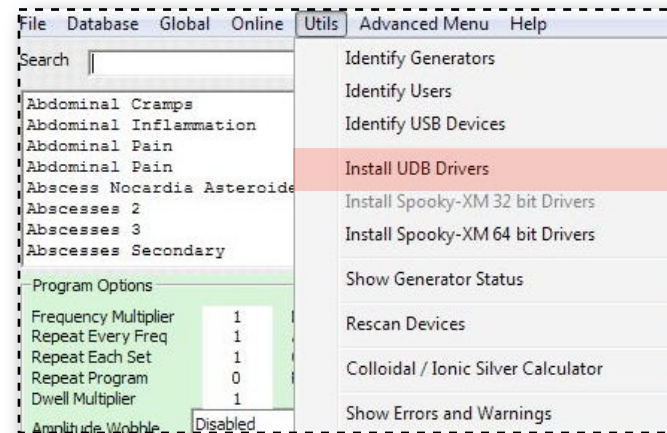 File Database Global Online Utils Advanced Menu Help
Search
Abdominal Cramps
Abdominal Inflammation
Abdominal Pain
Abdominal Pain
Abscess Nocardia Asteroide
Abscesses 2
Abscesses 3
Abscesses Secondary
Program Options
Frequency Multiplier 1
Repeat Every Freq 1
Repeat Each Set 1
Repeat Program 0
Dwell Multiplier 1
Amplitude Wobble Disabled
Identify Generators
Identify Users
Identify USB Devices
Install UDB Drivers
Install Spooky-XM 32 bit Drivers
Install Spooky-XM 64 bit Drivers
Show Generator Status
Rescan Devices
Colloidal / Ionic Silver Calculator
Show Errors and Warnings